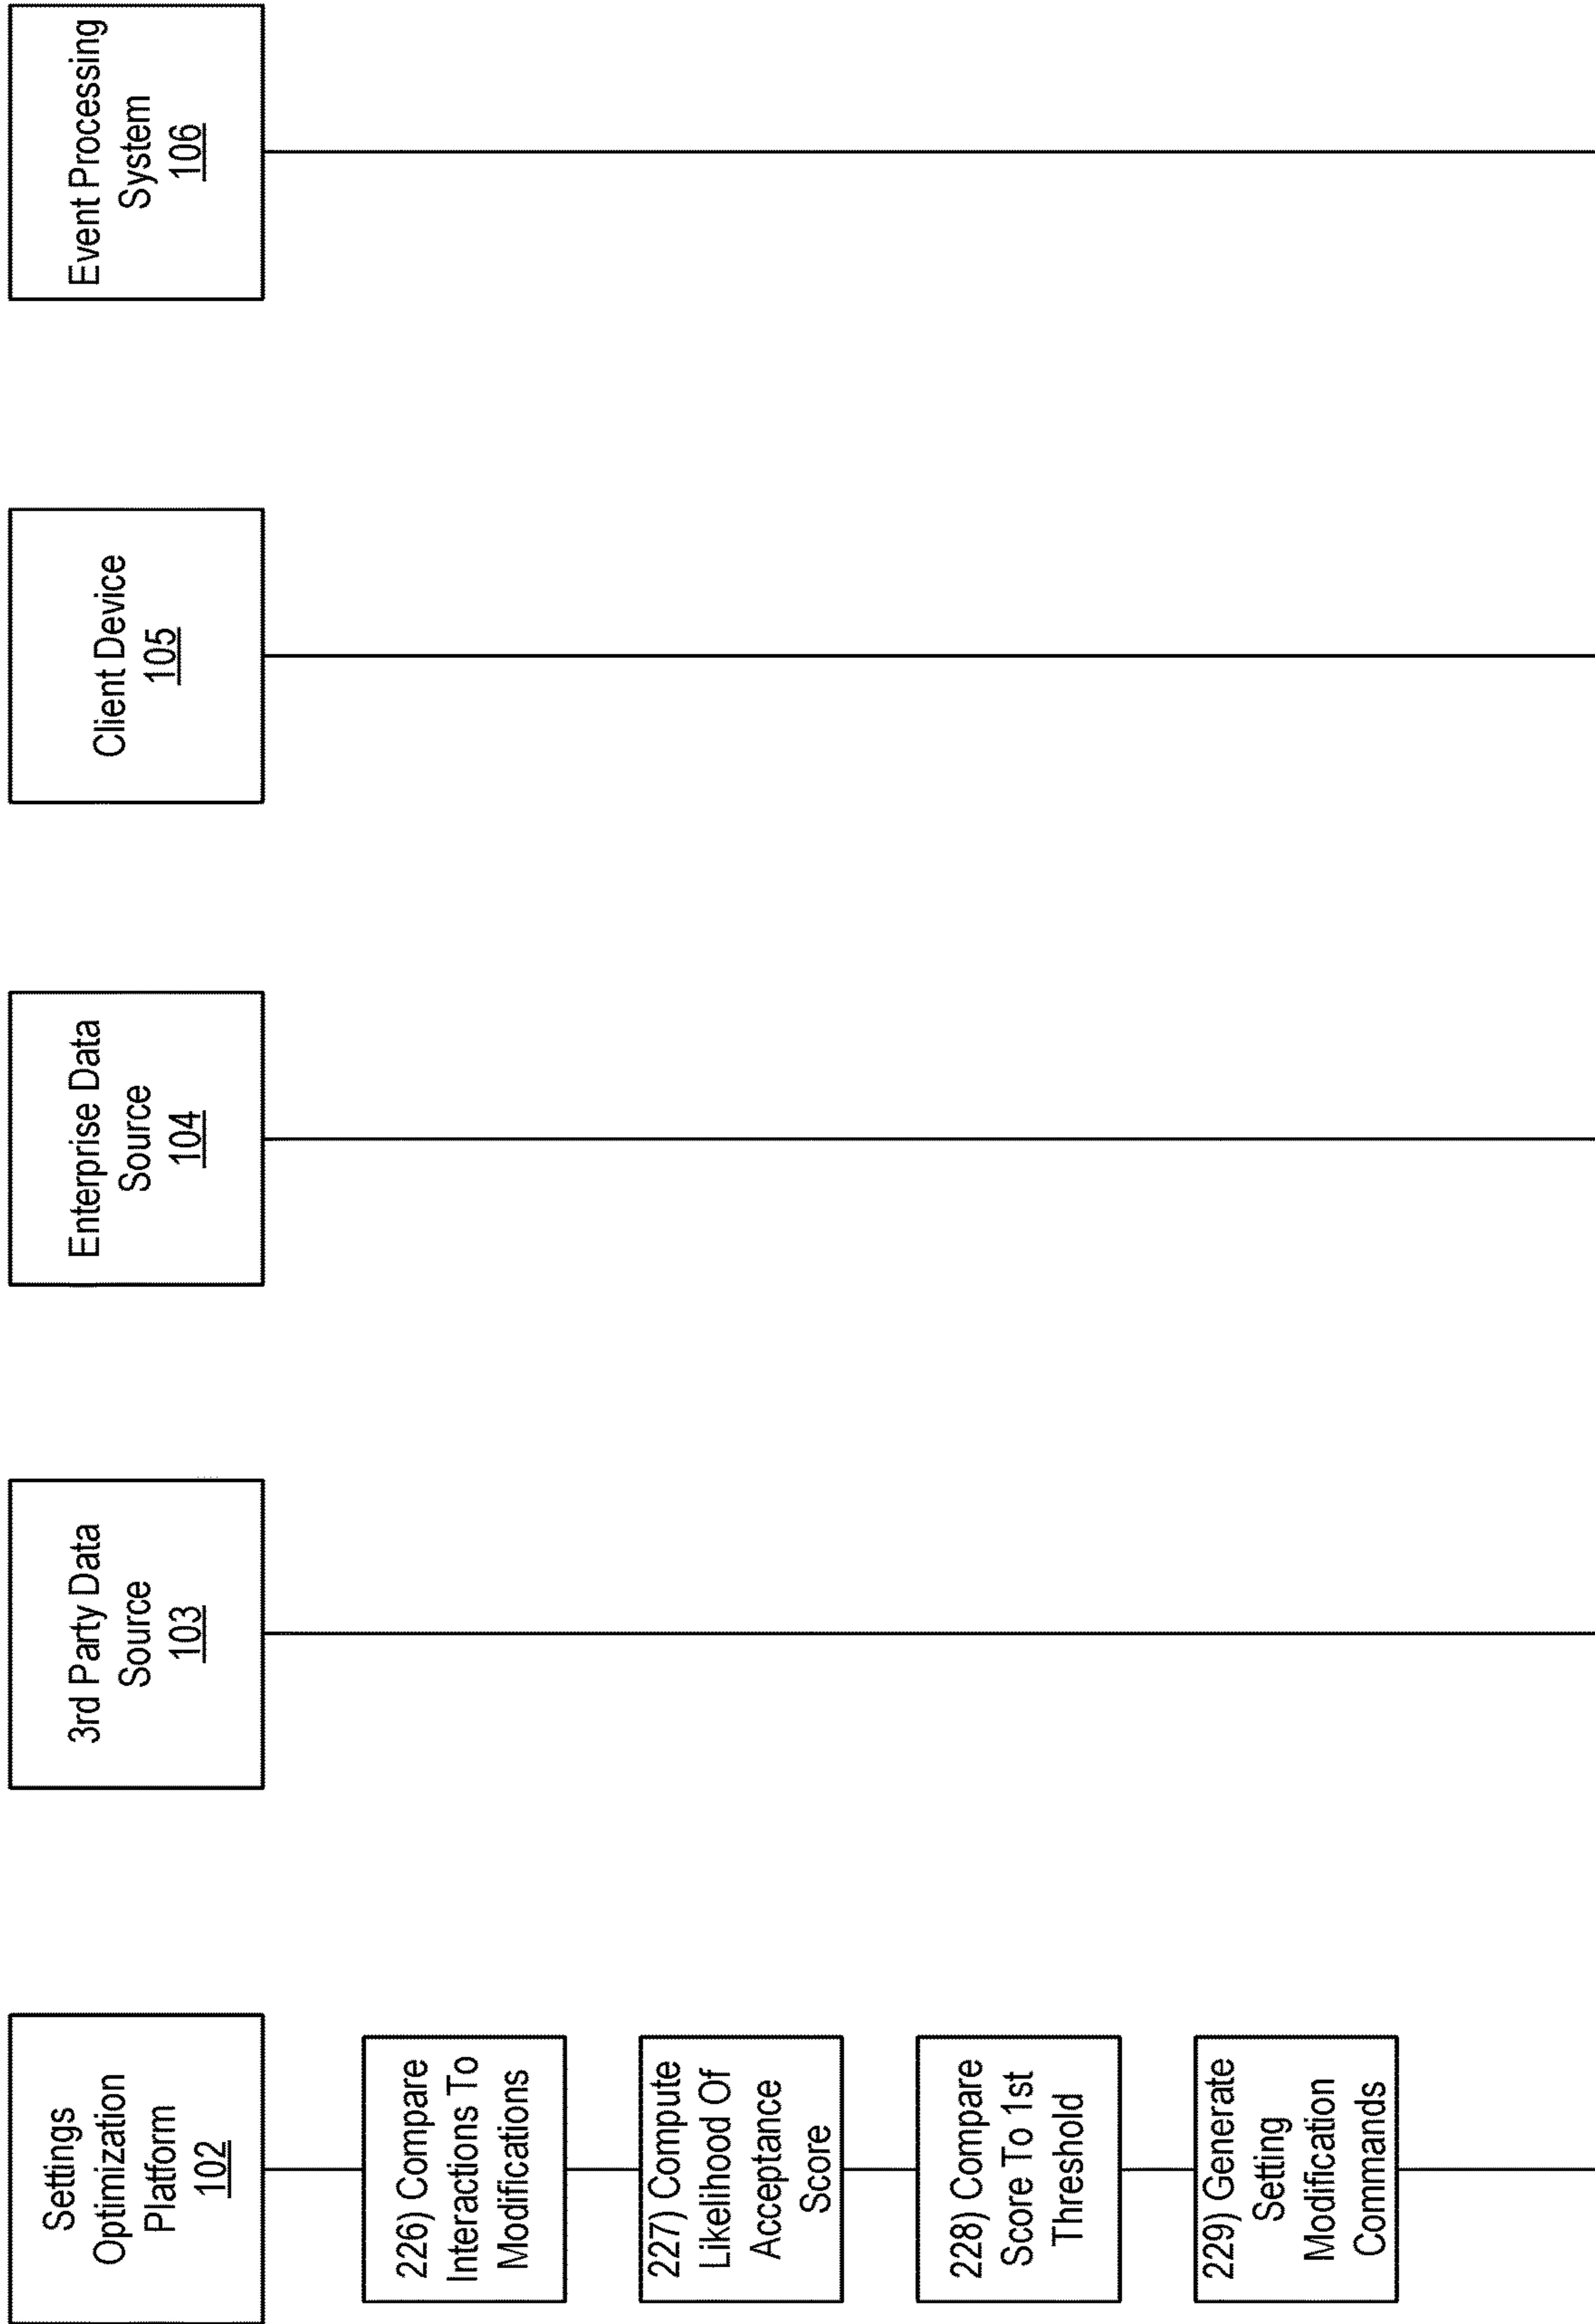 Settings
Optimization
Platform
102
3rd Party Data
Source
103
Enterprise Data
Source
104
Client Device
105
Event Processing
System
106
226) Compare
Interactions To
Modifications
227) Compute
Likelihood Of
Acceptance
Score
228) Compare
Score To 1st
Threshold
229) Generate
Setting
Modification
Commands